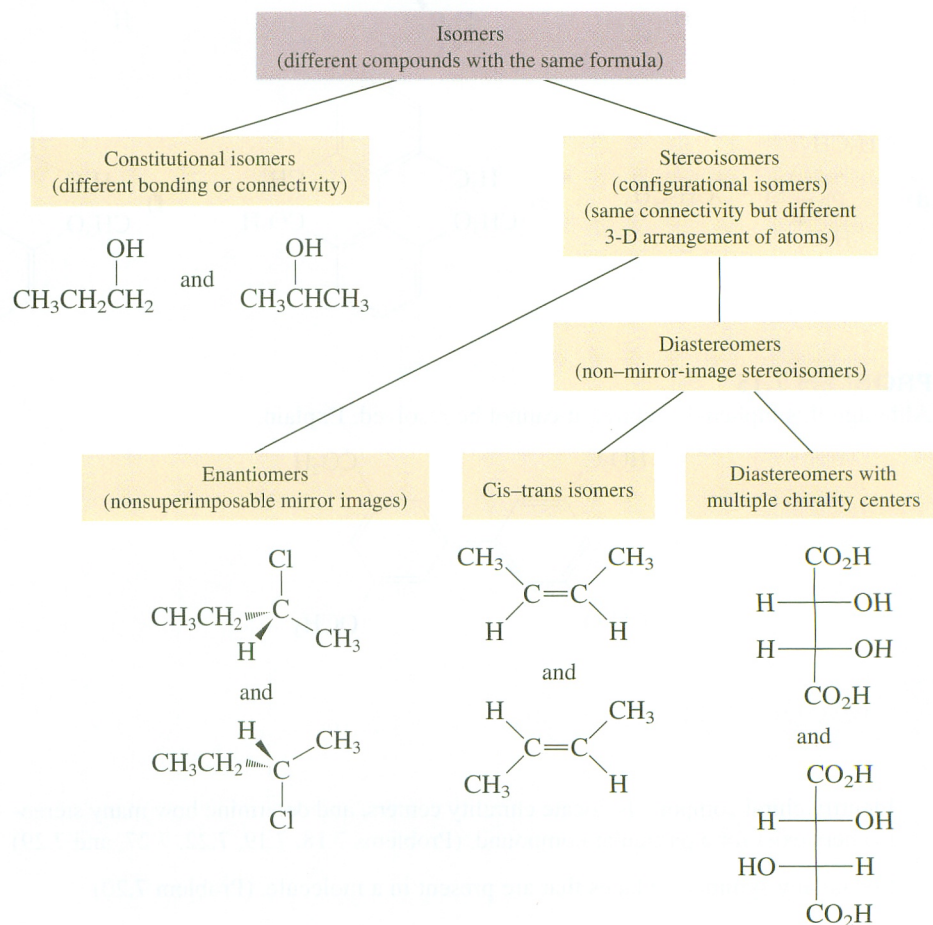 Isomers
(different compounds with the same formula)
Constitutional isomers
(different bonding or connectivity)
Stereoisomers
(configurational isomers)
(same connectivity but different
3-D arrangement of atoms)
OH
CH₃CH₂CH₂
and
OH
CH₃CHCH₃
Diastereomers
(non–mirror-image stereoisomers)
Enantiomers
(nonsuperimposable mirror images)
Cis–trans isomers
Diastereomers with
multiple chirality centers
Cl
CH₃CH₂ C
H CH₃
and
H CH₃
CH₃CH₂ C
Cl
CH₃ CH₃
C=C
H H
and
H CH₃
C=C
CH₃ H
CO₂H
H OH
H OH
CO₂H
and
CO₂H
H OH
HO H
CO₂H